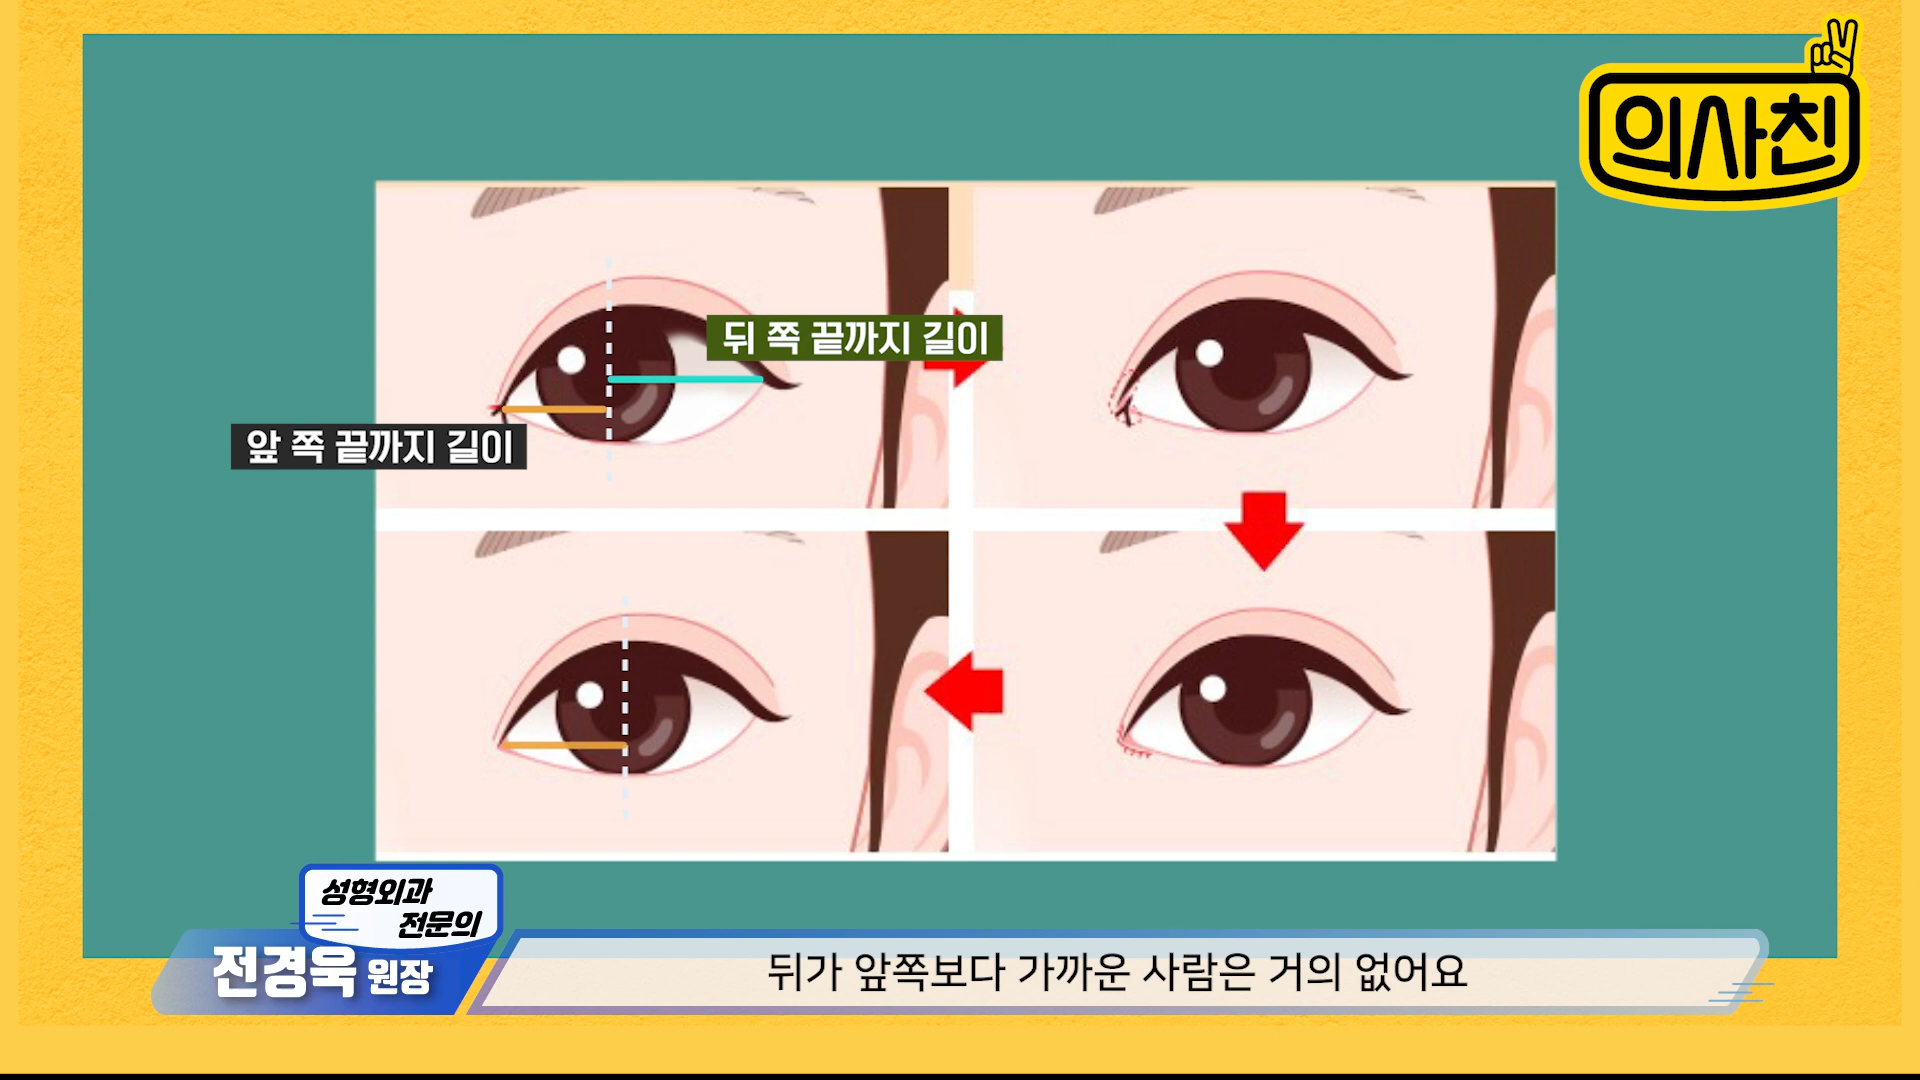 의사친
뒤 쪽 끝까지 길이
앞 쪽 끝까지 길이
성형외과
전문의
전경욱 원장
뒤가 앞쪽보다 가까운 사람은 거의 없어요